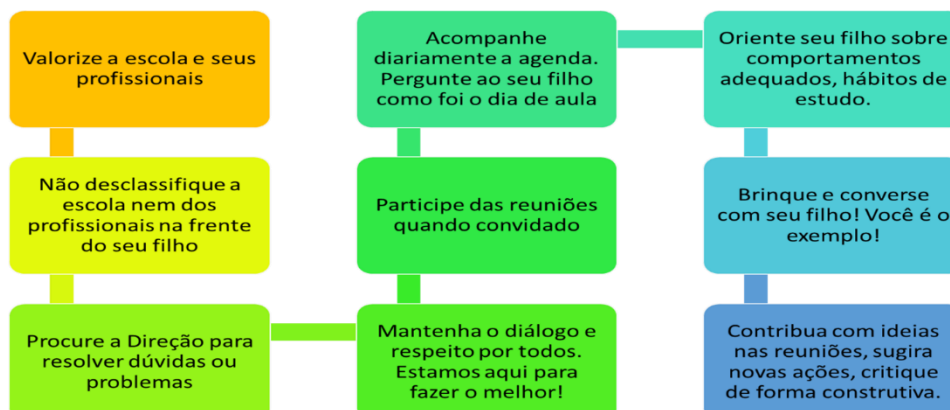 Valorize a escola e seus
profissionais
Não desclassifique a
escola nem dos
profissionais na frente
do seu filho
Procure a Direção para
resolver dúvidas ou
problemas
Mantenha o diálogo e
respeito por todos.
Estamos aqui para
fazer o melhor!
Participe das reuniões
quando convidado
Acompanhe
diariamente a agenda.
Pergunte ao seu filho
como foi o dia de aula
Oriente seu filho sobre
comportamentos
adequados, hábitos de
estudo.
Brinque e converse
com seu filho! Você é o
exemplo!
Contribua com ideias
nas reuniões, sugira
novas ações, critique
de forma construtiva.